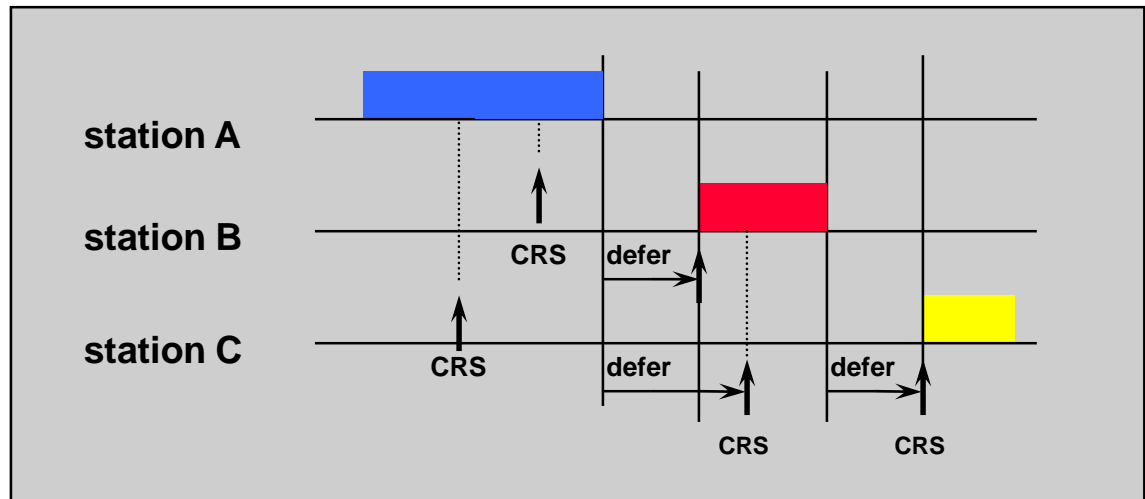 station A
station B
CRS
defer
station C
CRS
defer
defer
CRS
CRS